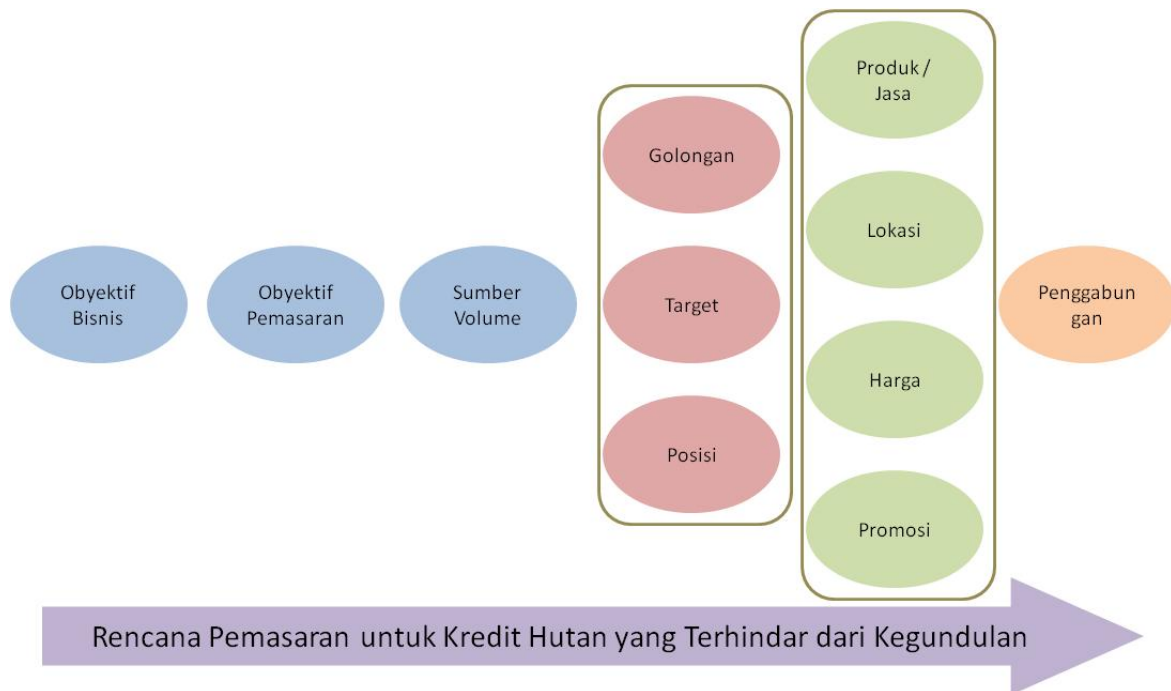 Obyektif
Bisnis
Obyektif
Pemasaran
Sumber
Volume
Golongan
Target
Posisi
Produk /
Jasa
Lokasi
Harga
Promosi
Penggabun
gan
Rencana Pemasaran untuk Kredit Hutan yang Terhindar dari Kegundulan